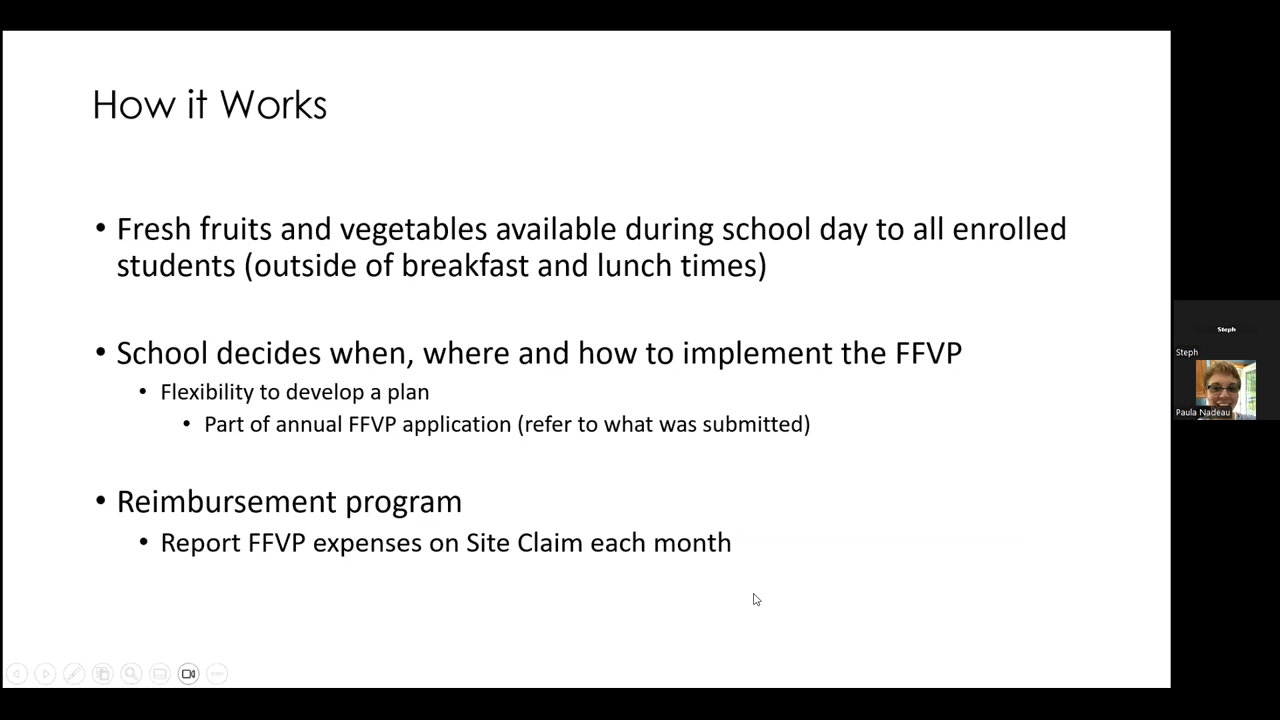 How it Works
• Fresh fruits and vegetables available during school day to all enrolled
students (outside of breakfast and lunch times)
• School decides when, where and how to implement the FFVP
• Flexibility to develop a plan
• Part of annual FFVP application (refer to what was submitted)
• Reimbursement program
• Report FFVP expenses on Site Claim each month
Steph
Steph
Paula Nadeau